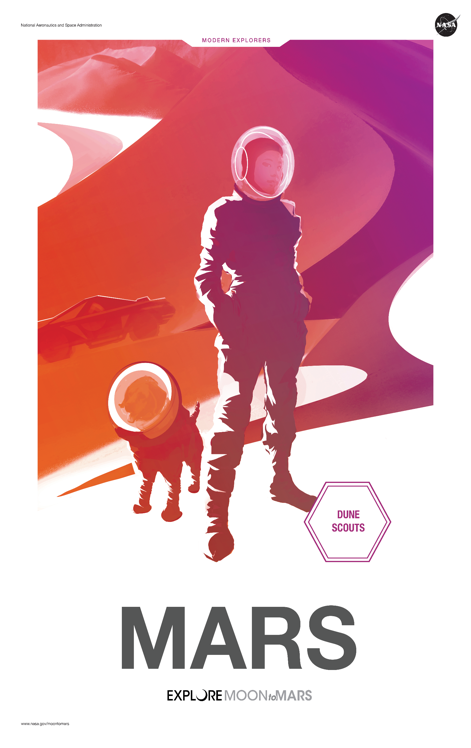 National Aeronautics and Space Administration
NASA
MODERN EXPLORERS
DUNE
SCOUTS
MARS
EXPLORE MOON to MARS
www.nasa.gov/moontomars